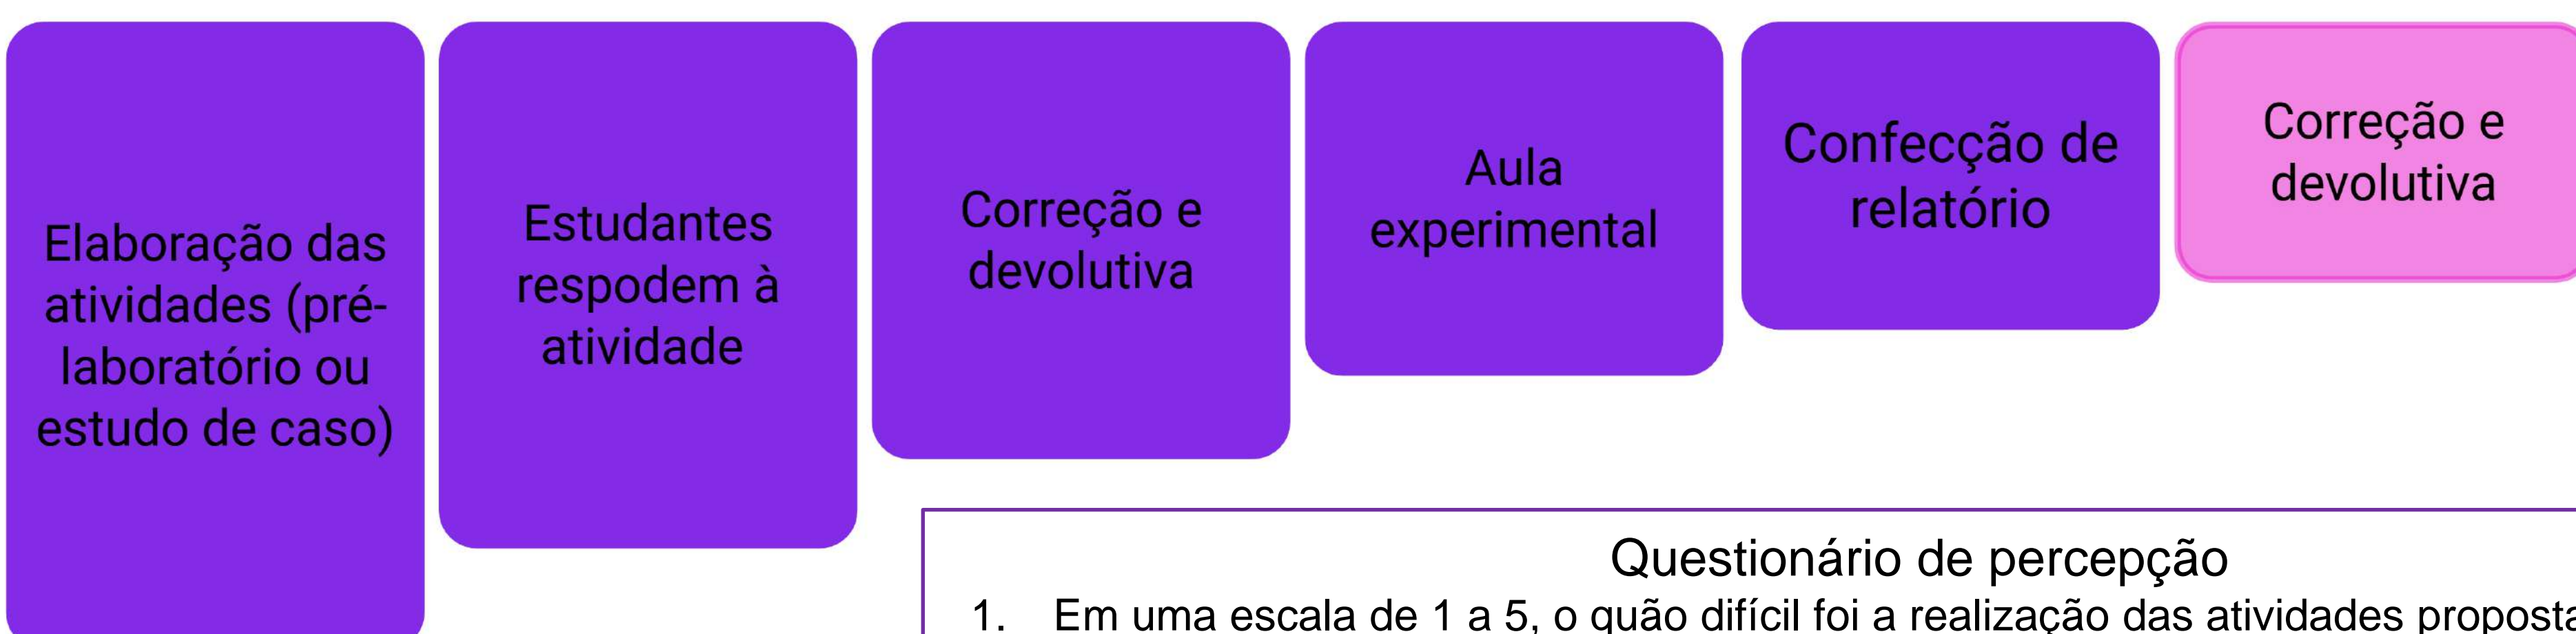 Elaboração das
atividades (pré-
laboratório ou
estudo de caso)
Estudantes
respodem à
atividade
Correção e
devolutiva
Aula
experimental
Confecção de
relatório
Correção e
devolutiva
Questionário de percepção
1. Em uma escala de 1 a 5, o quão difícil foi a realização das atividades